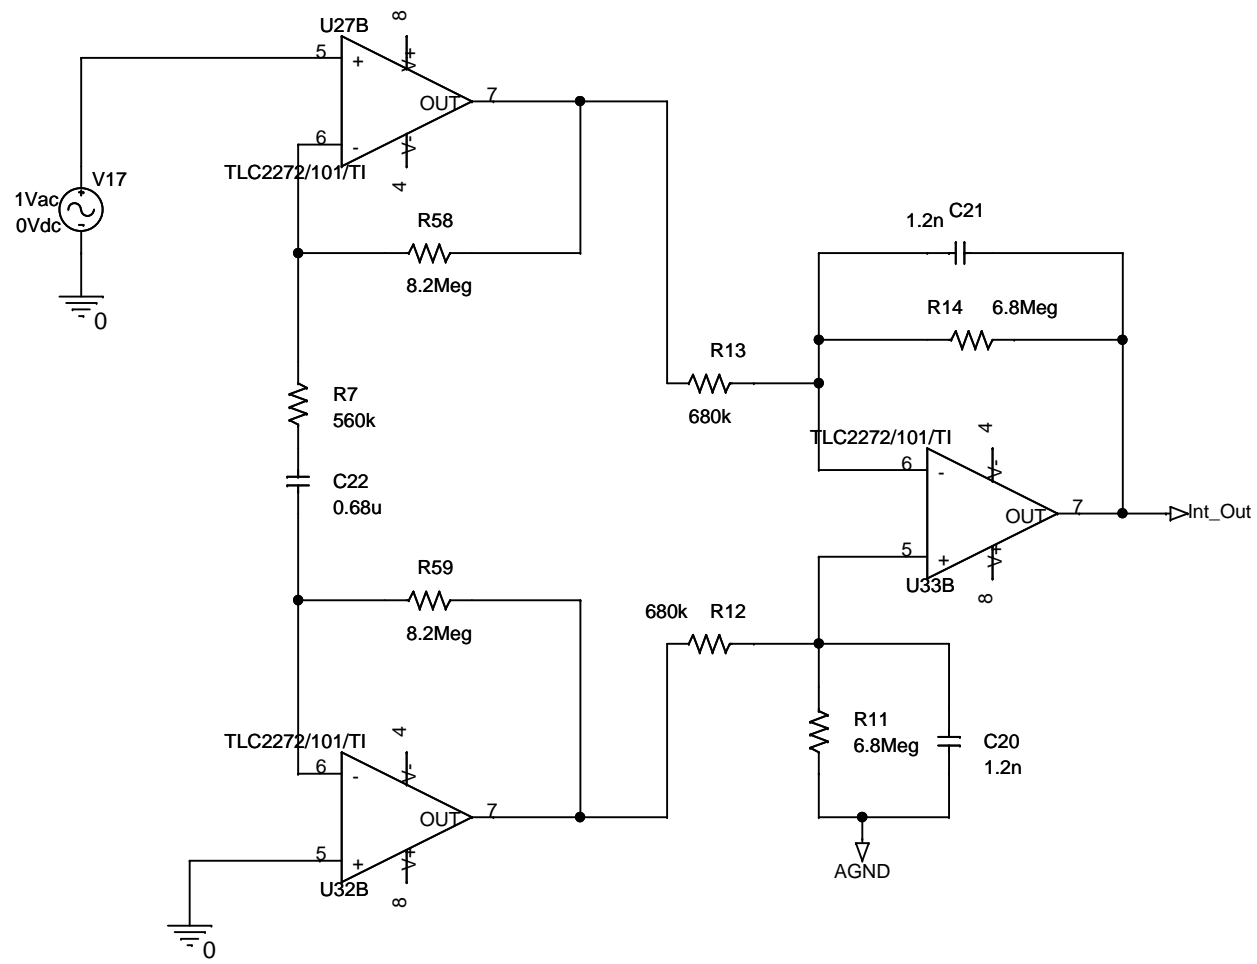 U27B
8
5
+
V+
OUT
7
6
-
V-
TLC2272/101/TI
4
V17
1Vac
0Vdc
+
-
0
R58
8.2Meg
1.2n
C21
R14
6.8Meg
R13
680k
R7
560k
C22
0.68u
TLC2272/101/TI
4
6
-
V-
OUT
7
Int_Out
5
+
V+
U33B
8
R59
8.2Meg
680k
R12
TLC2272/101/TI
4
6
-
V-
OUT
7
5
+
V+
U32B
8
0
R11
6.8Meg
C20
1.2n
AGND